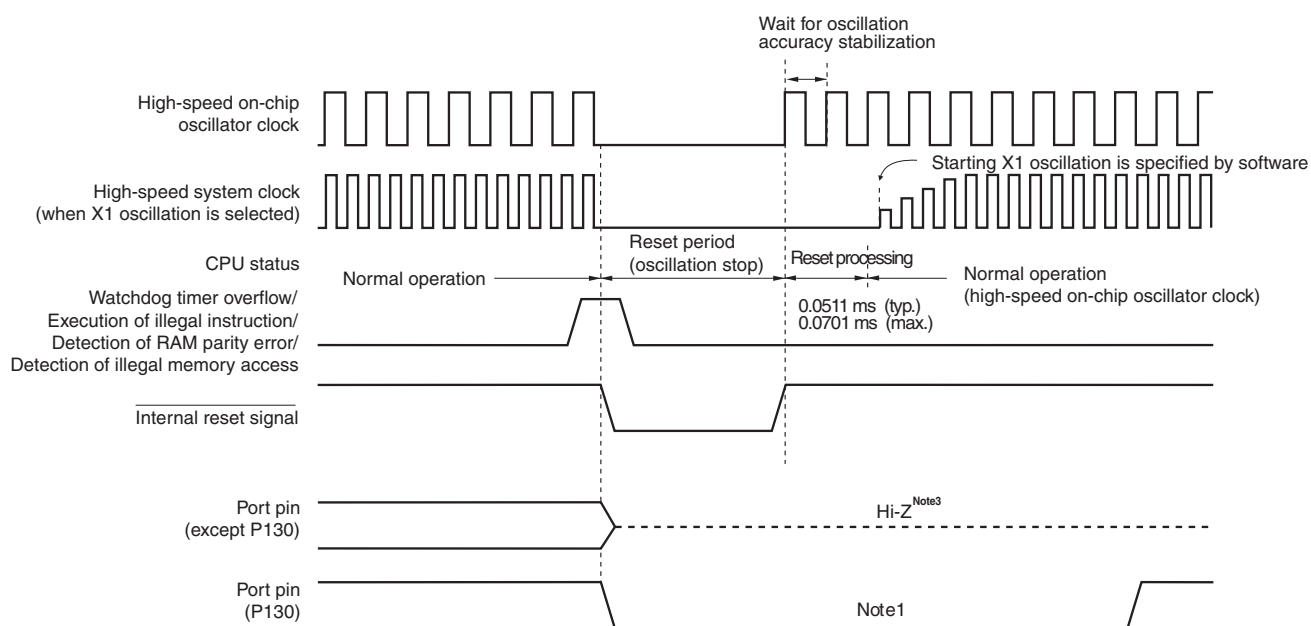 Wait for oscillation
accuracy stabilization
High-speed on-chip
oscillator clock
Starting X1 oscillation is specified by software
High-speed system clock
(when X1 oscillation is selected)
Reset period
(oscillation stop)
Reset processing
CPU status
Normal operation
Normal operation
(high-speed on-chip oscillator clock)
0.0511 ms (typ.)
0.0701 ms (max.)
Watchdog timer overflow/
Execution of illegal instruction/
Detection of RAM parity error/
Detection of illegal memory access
Internal reset signal
Port pin
(except P130)
Hi-Z Note3
Port pin
(P130)
Note1